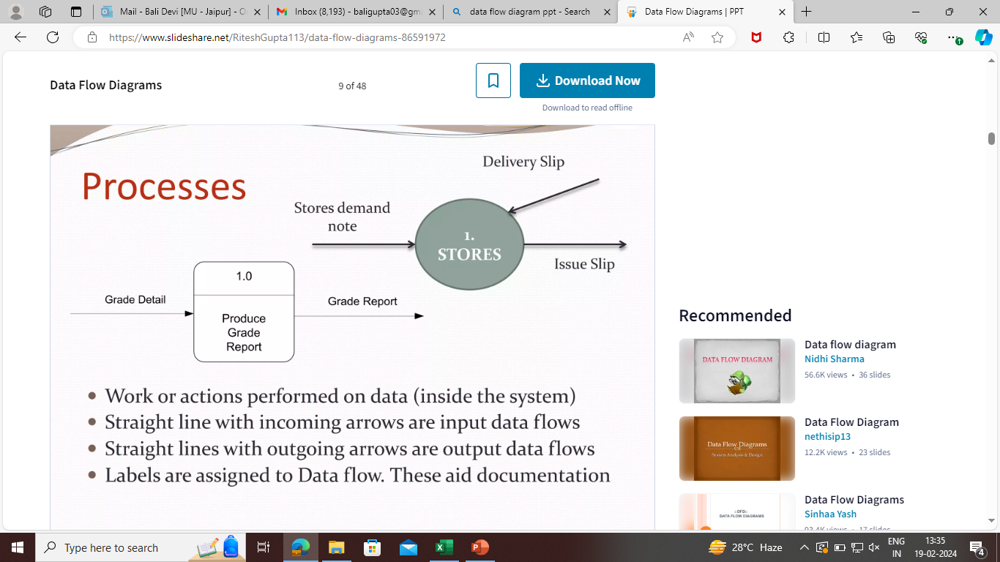 Mail - Bali Devi [MU - Jaipur] - O
Inbox (8,193) - baligupta03@gm
data flow diagram ppt - Search
Data Flow Diagrams | PPT
https://www.slideshare.net/RiteshGupta113/data-flow-diagrams-86591972
Data Flow Diagrams
9 of 48
Download Now
Download to read offline
Processes
Delivery Slip
Stores demand
note
1.
STORES
Issue Slip
1.0
Grade Detail
Produce
Grade
Report
Grade Report
• Work or actions performed on data (inside the system)
• Straight line with incoming arrows are input data flows
• Straight lines with outgoing arrows are output data flows
• Labels are assigned to Data flow. These aid documentation
Recommended
DATA FLOW DIAGRAM
Data flow diagram
Nidhi Sharma
56.6K views • 36 slides
Data Flow Diagrams
System Analysis & Design
Data Flow Diagram
nethisip13
12.2K views • 23 slides
::DFD::
DATA FLOW DIAGRAMS
Data Flow Diagrams
Sinhaa Yash
93.4K views • 17 slides
Type here to search
28°C Haze
ENG
IN
13:35
19-02-2024
4